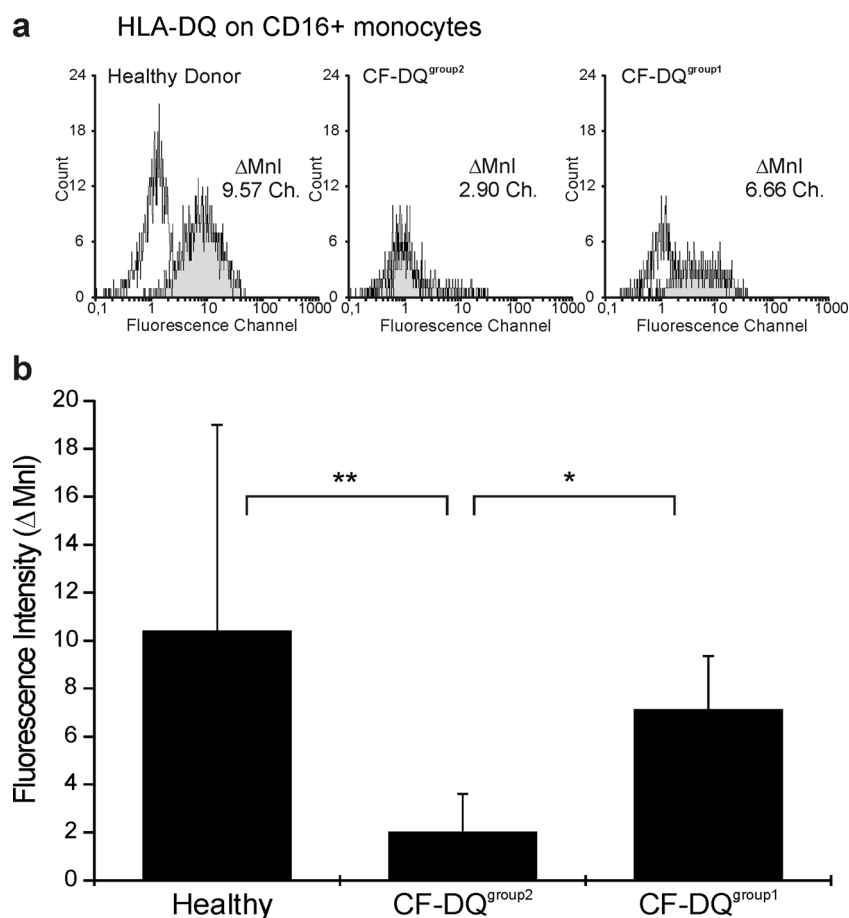 a HLA-DQ on CD16+ monocytes
Healthy Donor
24
18
12
6
0
Count
ΔMnI
9.57 Ch.
0,1 1 10 100 1000
Fluorescence Channel
CF-DQgroup2
24
18
12
6
0
Count
ΔMnI
2.90 Ch.
0,1 1 10 100 1000
Fluorescence Channel
CF-DQgroup1
24
18
12
6
0
Count
ΔMnI
6.66 Ch.
0,1 1 10 100 1000
Fluorescence Channel
b
Fluorescence Intensity (Δ MnI)
20
18
16
14
12
10
8
6
4
2
0
** *
Healthy CF-DQgroup2 CF-DQgroup1